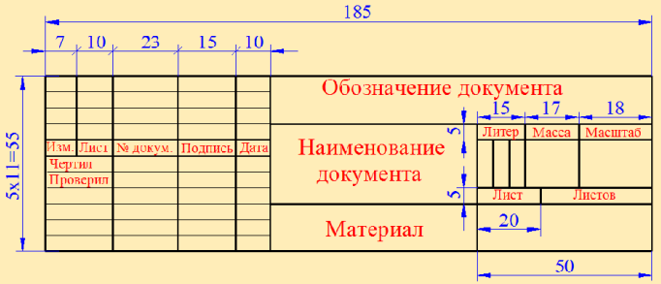 185
7 10 23 15 10
Обозначение документа
15 17 18
5x11=55
5
Литер Масса Масштаб
Изм. Лист № докум. Подпись Дата
Наименование
документа
Чертил
Проверил
5
Лист Листов
20
Материал
50